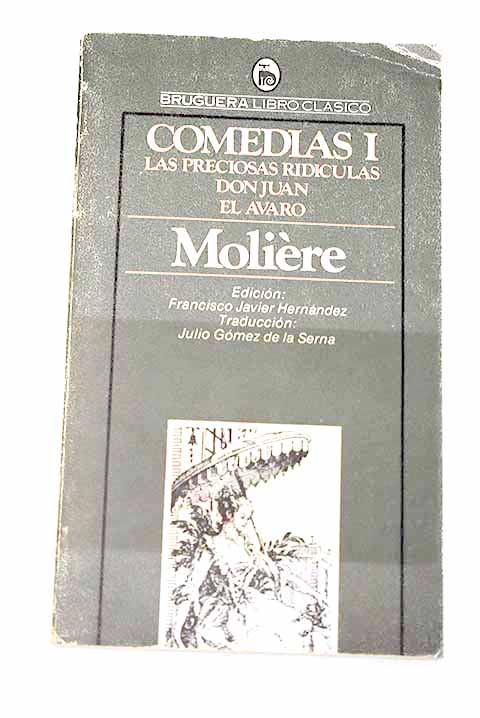 BRUGUERA LIBRO CLASICO
COMEDIAS I
LAS PRECIOSAS RIDICULAS
DON JUAN
EL AVARO
Molière
Edición:
Francisco Javier Hernández
Traducción:
Julio Gómez de la Serna